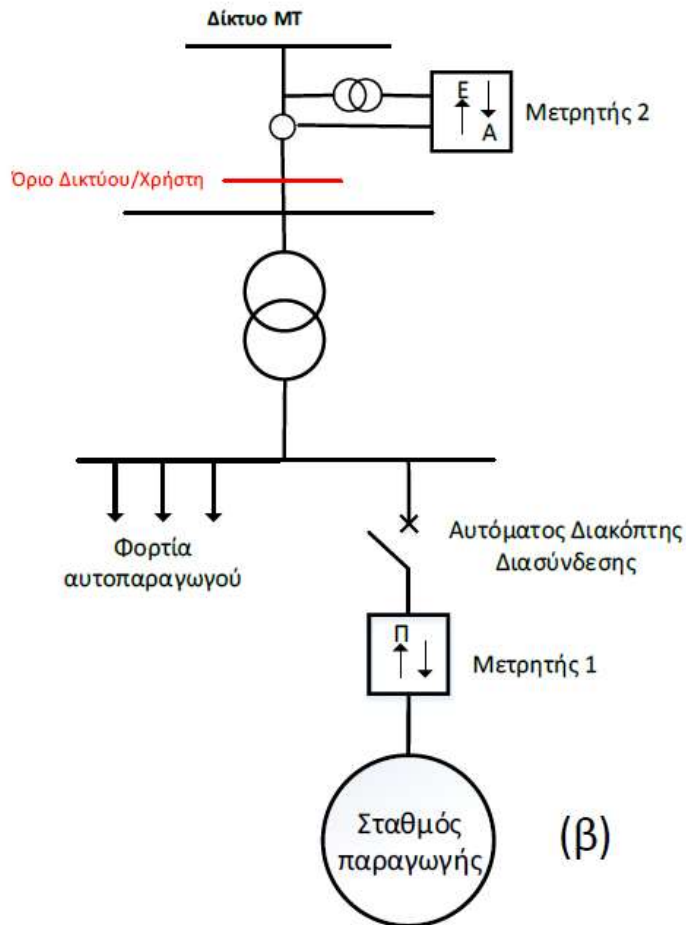 Δίκτυο ΜΤ
Ε
Α
Μετρητής 2
Όριο Δικτύου/Χρήστη
Φορτία
αυτοπαραγωγού
Αυτόματος Διακόπτης
Διασύνδεσης
Π
Μετρητής 1
Σταθμός
παραγωγής
(β)